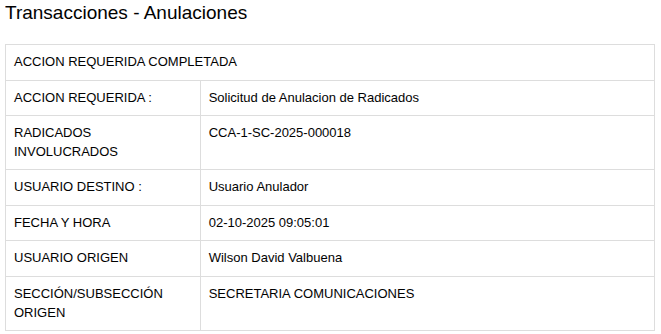 Transacciones - Anulaciones
ACCION REQUERIDA COMPLETADA
ACCION REQUERIDA : Solicitud de Anulacion de Radicados
RADICADOS INVOLUCRADOS CCA-1-SC-2025-000018
USUARIO DESTINO : Usuario Anulador
FECHA Y HORA 02-10-2025 09:05:01
USUARIO ORIGEN Wilson David Valbuena
SECCIÓN/SUBSECCIÓN ORIGEN SECRETARIA COMUNICACIONES